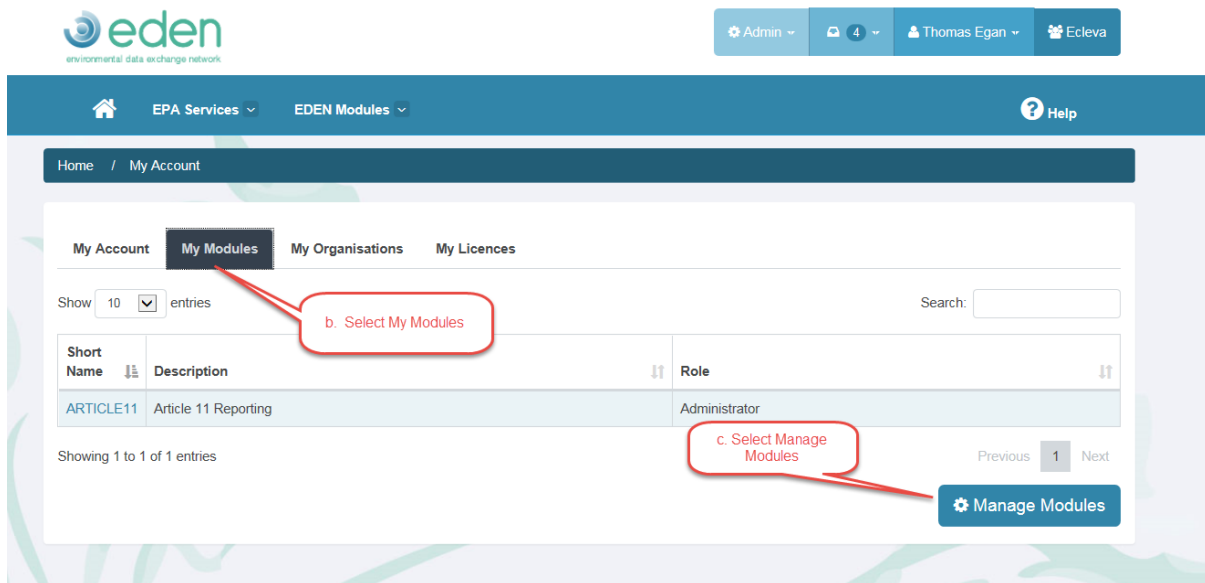 eden
environmental data exchange network
Admin
4
Thomas Egan
Ecleva
EPA Services
EDEN Modules
? Help
Home / My Account
My Account My Modules My Organisations My Licences
Show 10 entries
Search:
b. Select My Modules
Short
Name Description Role
ARTICLE11 Article 11 Reporting Administrator
c. Select Manage
Modules
Showing 1 to 1 of 1 entries
Previous 1 Next
Manage Modules